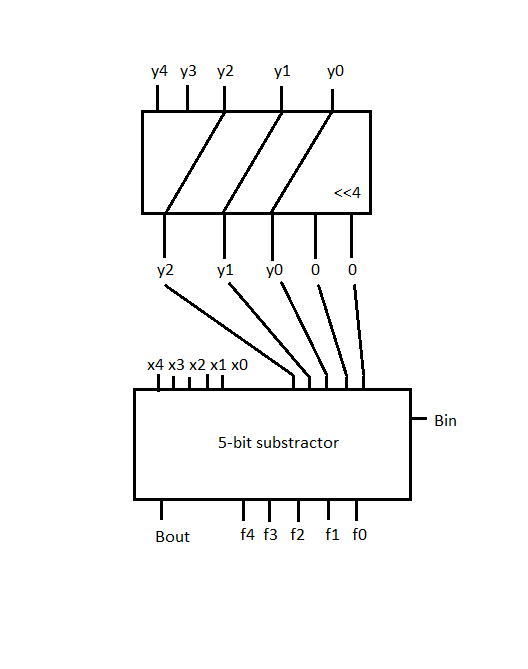 y4 y3 y2 y1 y0
<<4
y2 y1 y0 0 0
x4 x3 x2 x1 x0
Bin
5-bit substractor
Bout f4 f3 f2 f1 f0